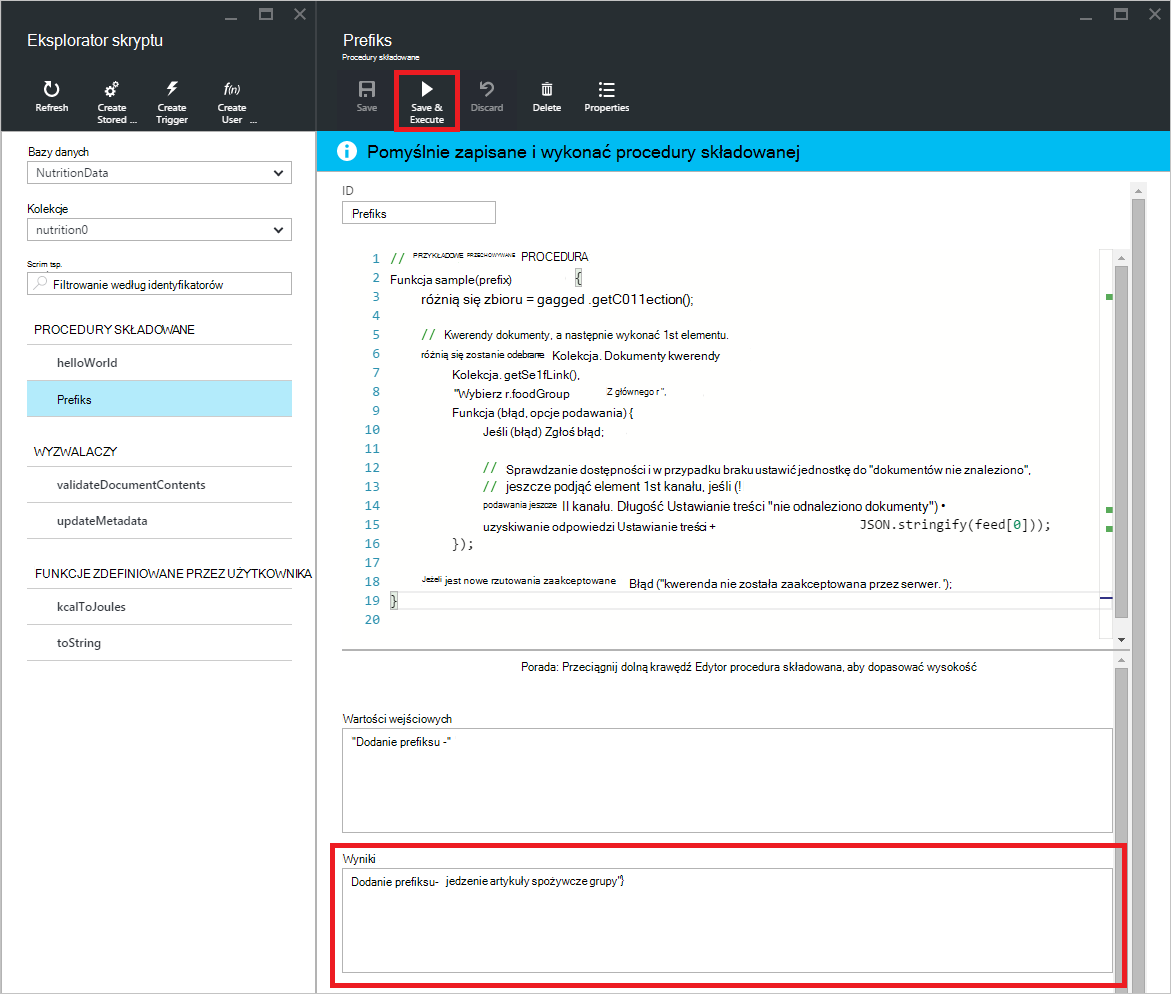 Eksplorator skryptu
Refresh
Create Stored ...
Create Trigger
f(n)
Create User ...
Bazy danych
NutritionData
Kolekcje
nutrition0
Scrim tsp.
Filtrowanie według identyfikatorów
PROCEDURY SKŁADOWANE
helloWorld
Prefiks
WYZWALACZY
validateDocumentContents
updateMetadata
FUNKCJE ZDEFINIOWANE PRZEZ UŻYTKOWNIKA
kcalToJoules
toString
Prefiks
Procedury składowane
Save
Save & Execute
Discard
Delete
Properties
Pomyślnie zapisane i wykonać procedury składowanej
ID
Prefiks
1 // PRZYKŁADOWE PRZECHOWYWANE PROCEDURA
2 Funkcja sample(prefix) {
3 różnią się zbioru = gagged .getC011ection();
4
5 // Kwerendy dokumenty, a następnie wykonać 1st elementu.
6 różnią się zostanie odebrane Kolekcja. Dokumenty kwerendy
7 Kolekcja. getSe1fLink(),
8 "Wybierz r.foodGroup Z głównego r",
9 Funkcja (błąd, opcje podawania) {
10 Jeśli (błąd) Zgłoś błąd;
11
12 // Sprawdzanie dostępności i w przypadku braku ustawić jednostkę do "dokumentów nie znaleziono",
13 // jeszcze podjąć element 1st kanału, jeśli (!
14 podawania jeszcze II kanału. Długość Ustawianie treści "nie odnaleziono dokumenty") •
15 uzyskiwanie odpowiedzi Ustawianie treści + JSON.stringify(feed[0]));
16 });
17
18 Jeżeli jest nowe rzutowania zaakceptowane Błąd ("kwerenda nie została zaakceptowana przez serwer. ');
19 }
20
Porada: Przeciągnij dolną krawędź Edytor procedura składowana, aby dopasować wysokość
Wartości wejściowych
"Dodanie prefiksu -"
Wyniki
Dodanie prefiksu- jedzenie artykuły spożywcze grupy"}